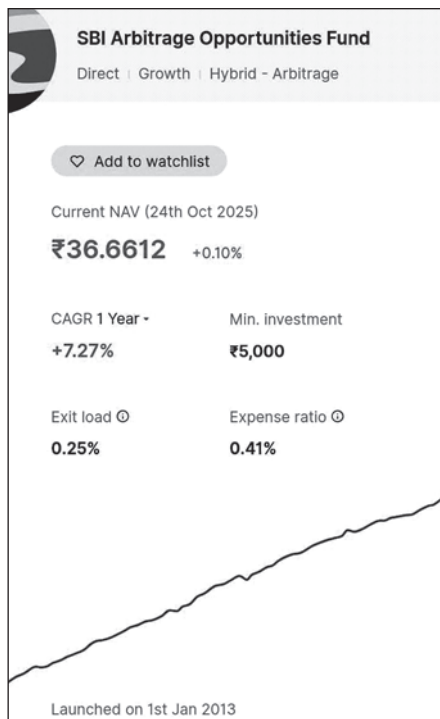 SBI Arbitrage Opportunities Fund
Direct | Growth | Hybrid - Arbitrage
Add to watchlist
Current NAV (24th Oct 2025)
₹36.6612 +0.10%
CAGR 1 Year Min. investment
+7.27% ₹5,000
Exit load Expense ratio
0.25% 0.41%
Launched on 1st Jan 2013